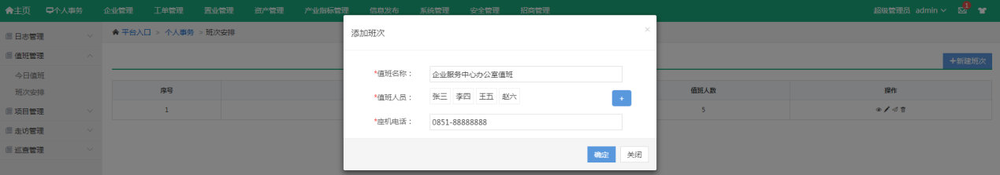 主页 个人事务 企业管理 工单管理 置业管理 资产管理 产业指标管理 信息发布 系统管理 安全管理 招商管理 超级管理员 admin 1
日志管理
值班管理
今日值班
班次安排
项目管理
走访管理
巡查管理
平台入口 > 个人事务 > 班次安排
+新建班次
序号 值班人数 操作
1 5
添加班次 ×
*值班名称： 企业服务中心办公室值班
*值班人员： 张三 李四 王五 赵六 +
*座机电话： 0851-88888888
确定 关闭